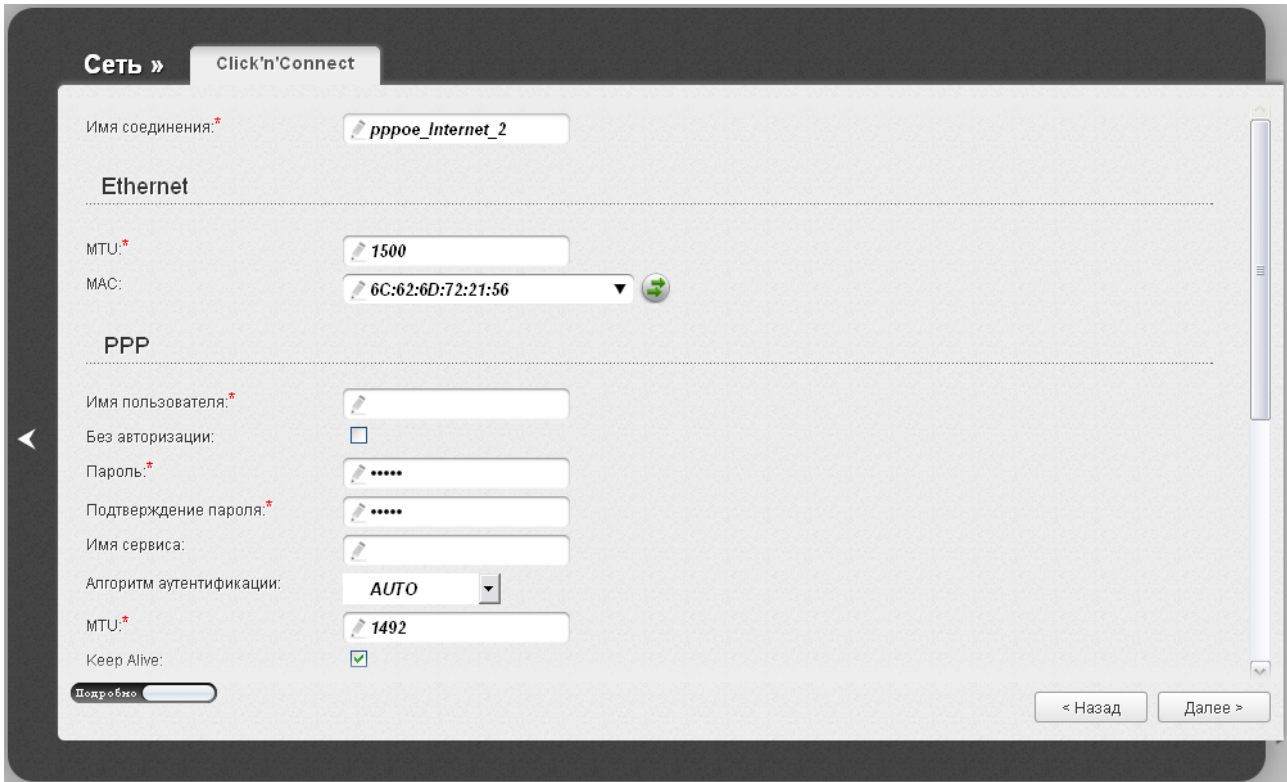 Сеть » Click'n'Connect
Имя соединения:* pppoe_Internet_2
Ethernet
MTU:* 1500
MAC: 6C:62:6D:72:21:56
PPP
Имя пользователя:*
Без авторизации:
Пароль:* •••••
Подтверждение пароля:* •••••
Имя сервиса:
Алгоритм аутентификации: AUTO
MTU:* 1492
Keep Alive:
Подробно
< Назад Далее >